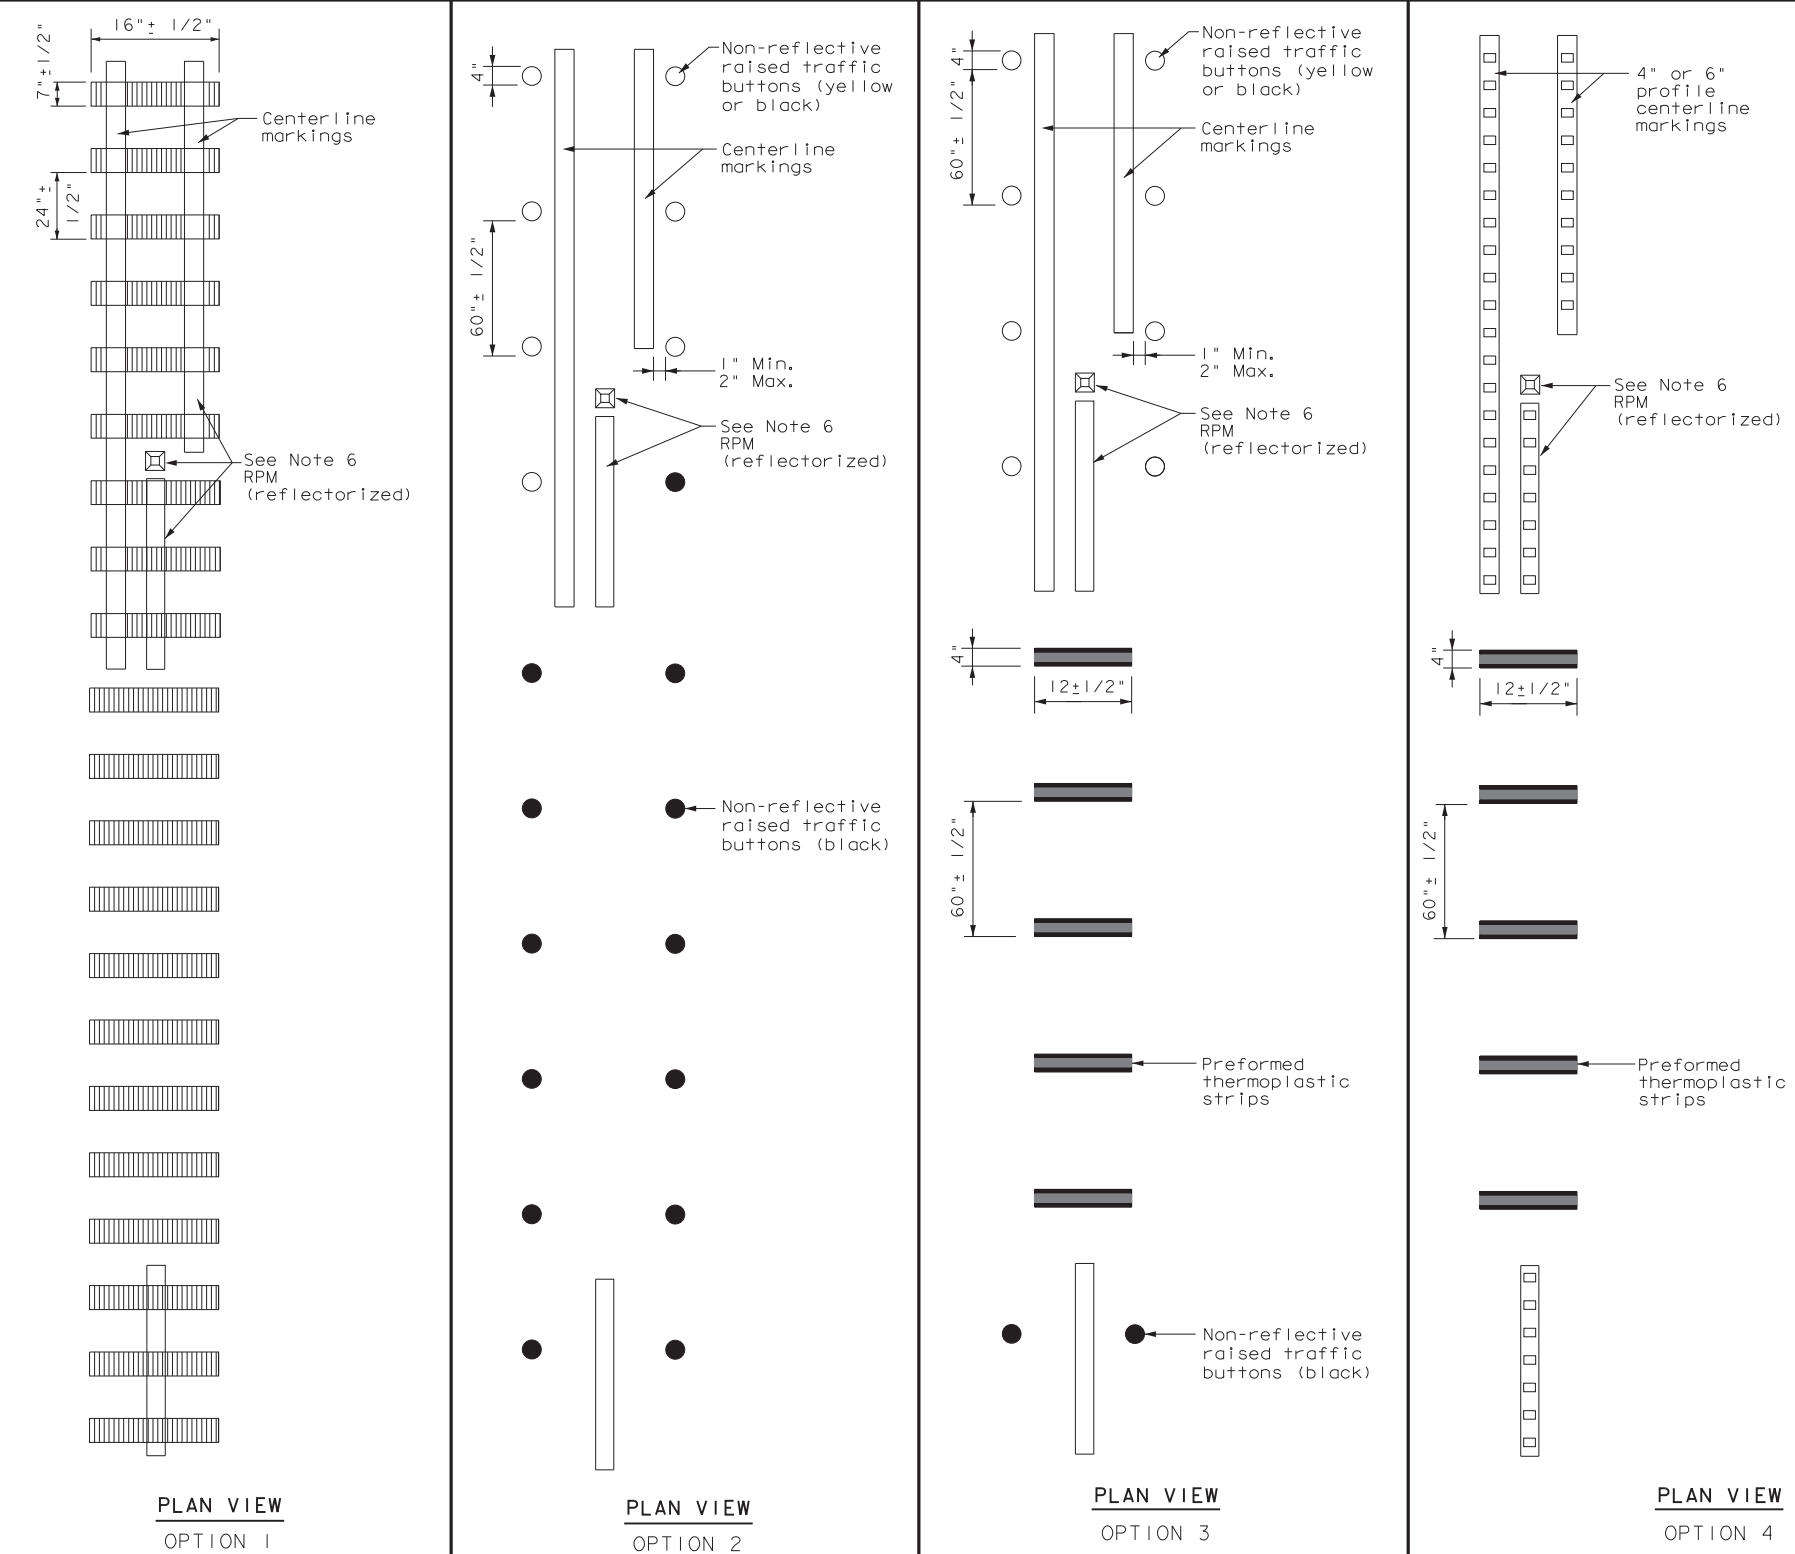 16"± 1/2"
7"±1/2"
Centerline
markings
24"±
1/2"
See Note 6
RPM
(reflectorized)
PLAN VIEW
OPTION 1
4"
Non-reflective
raised traffic
buttons (yellow
or black)
Centerline
markings
60"± 1/2"
1" Min.
2" Max.
See Note 6
RPM
(reflectorized)
Non-reflective
raised traffic
buttons (black)
PLAN VIEW
OPTION 2
4"
60"± 1/2"
Non-reflective
raised traffic
buttons (yellow
or black)
Centerline
markings
1" Min.
2" Max.
See Note 6
RPM
(reflectorized)
4"
12±1/2"
60"± 1/2"
Preformed
thermoplastic
strips
Non-reflective
raised traffic
buttons (black)
PLAN VIEW
OPTION 3
4" or 6"
profile
centerline
markings
See Note 6
RPM
(reflectorized)
4"
12±1/2"
60"± 1/2"
Preformed
thermoplastic
strips
PLAN VIEW
OPTION 4